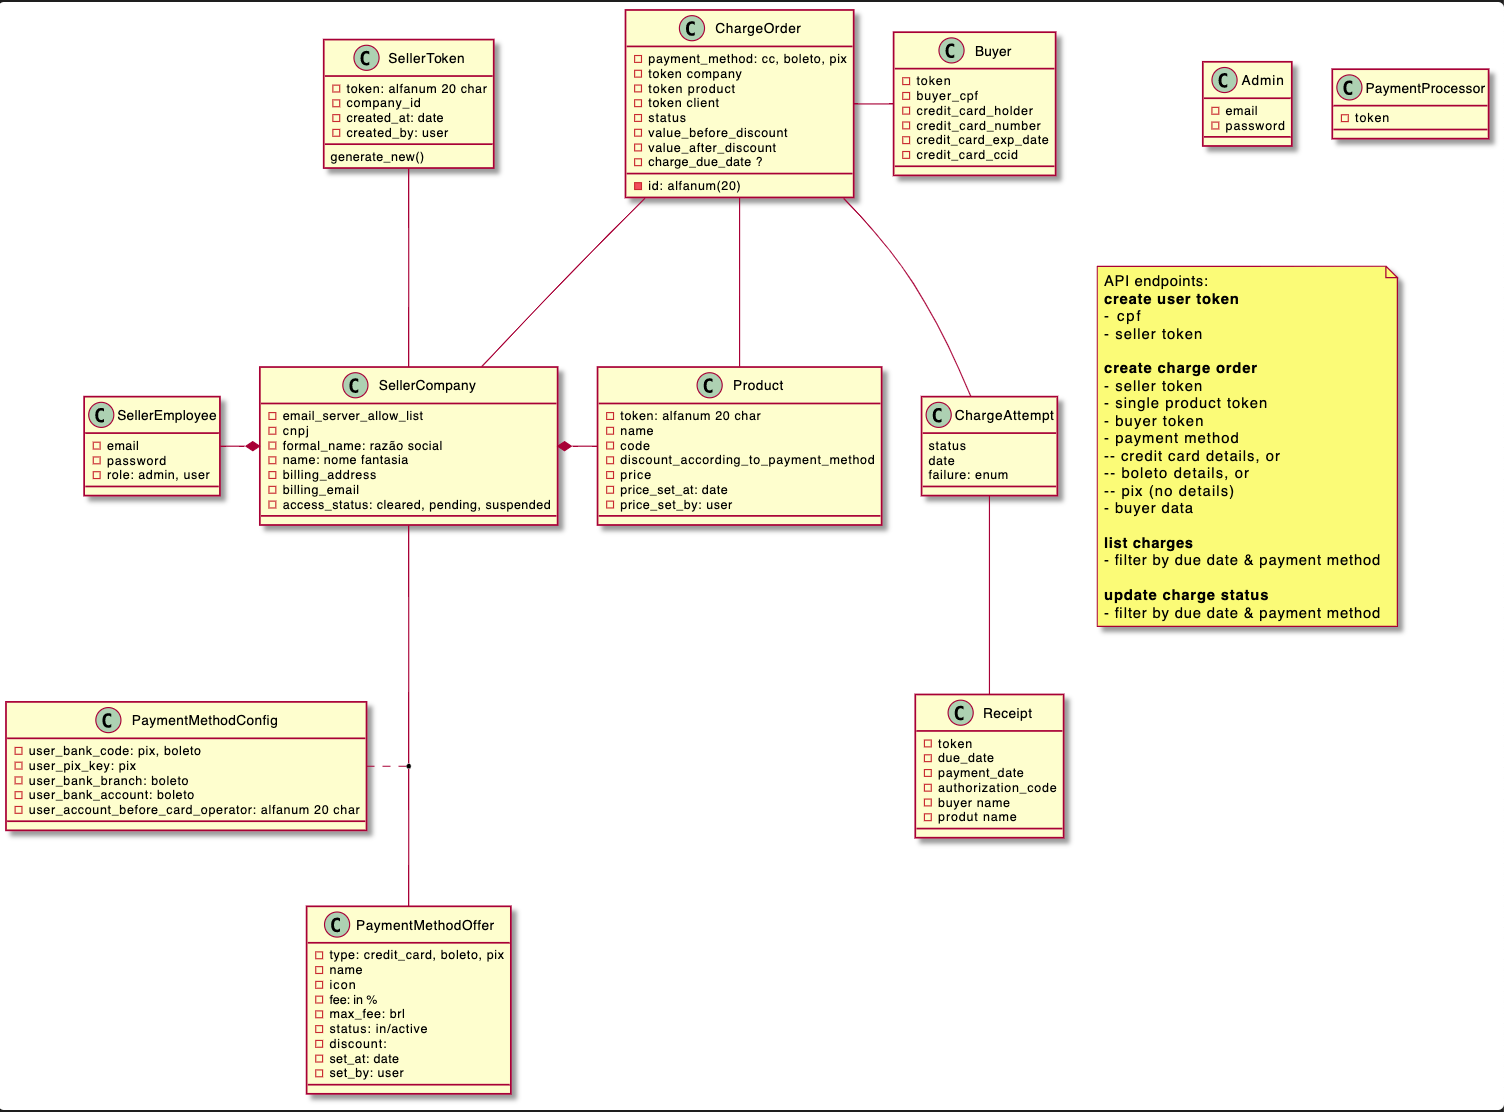 C SellerToken
token: alfanum 20 char
company_id
created_at: date
created_by: user
generate_new()
C ChargeOrder
payment_method: cc, boleto, pix
token company
token product
token client
status
value_before_discount
value_after_discount
charge_due_date ?
id: alfanum(20)
C Buyer
token
buyer_cpf
credit_card_holder
credit_card_number
credit_card_exp_date
credit_card_ccid
C Admin
email
password
C PaymentProcessor
token
API endpoints:
create user token
- cpf
- seller token
create charge order
- seller token
- single product token
- buyer token
- payment method
-- credit card details, or
-- boleto details, or
-- pix (no details)
- buyer data
list charges
- filter by due date & payment method
update charge status
- filter by due date & payment method
C SellerEmployee
email
password
role: admin, user
C SellerCompany
email_server_allow_list
cnpj
formal_name: razão social
name: nome fantasia
billing_address
billing_email
access_status: cleared, pending, suspended
C Product
token: alfanum 20 char
name
code
discount_according_to_payment_method
price
price_set_at: date
price_set_by: user
C ChargeAttempt
status
date
failure: enum
C PaymentMethodConfig
user_bank_code: pix, boleto
user_pix_key: pix
user_bank_branch: boleto
user_bank_account: boleto
user_account_before_card_operator: alfanum 20 char
C Receipt
token
due_date
payment_date
authorization_code
buyer name
produt name
C PaymentMethodOffer
type: credit_card, boleto, pix
name
icon
fee: in %
max_fee: brl
status: in/active
discount:
set_at: date
set_by: user